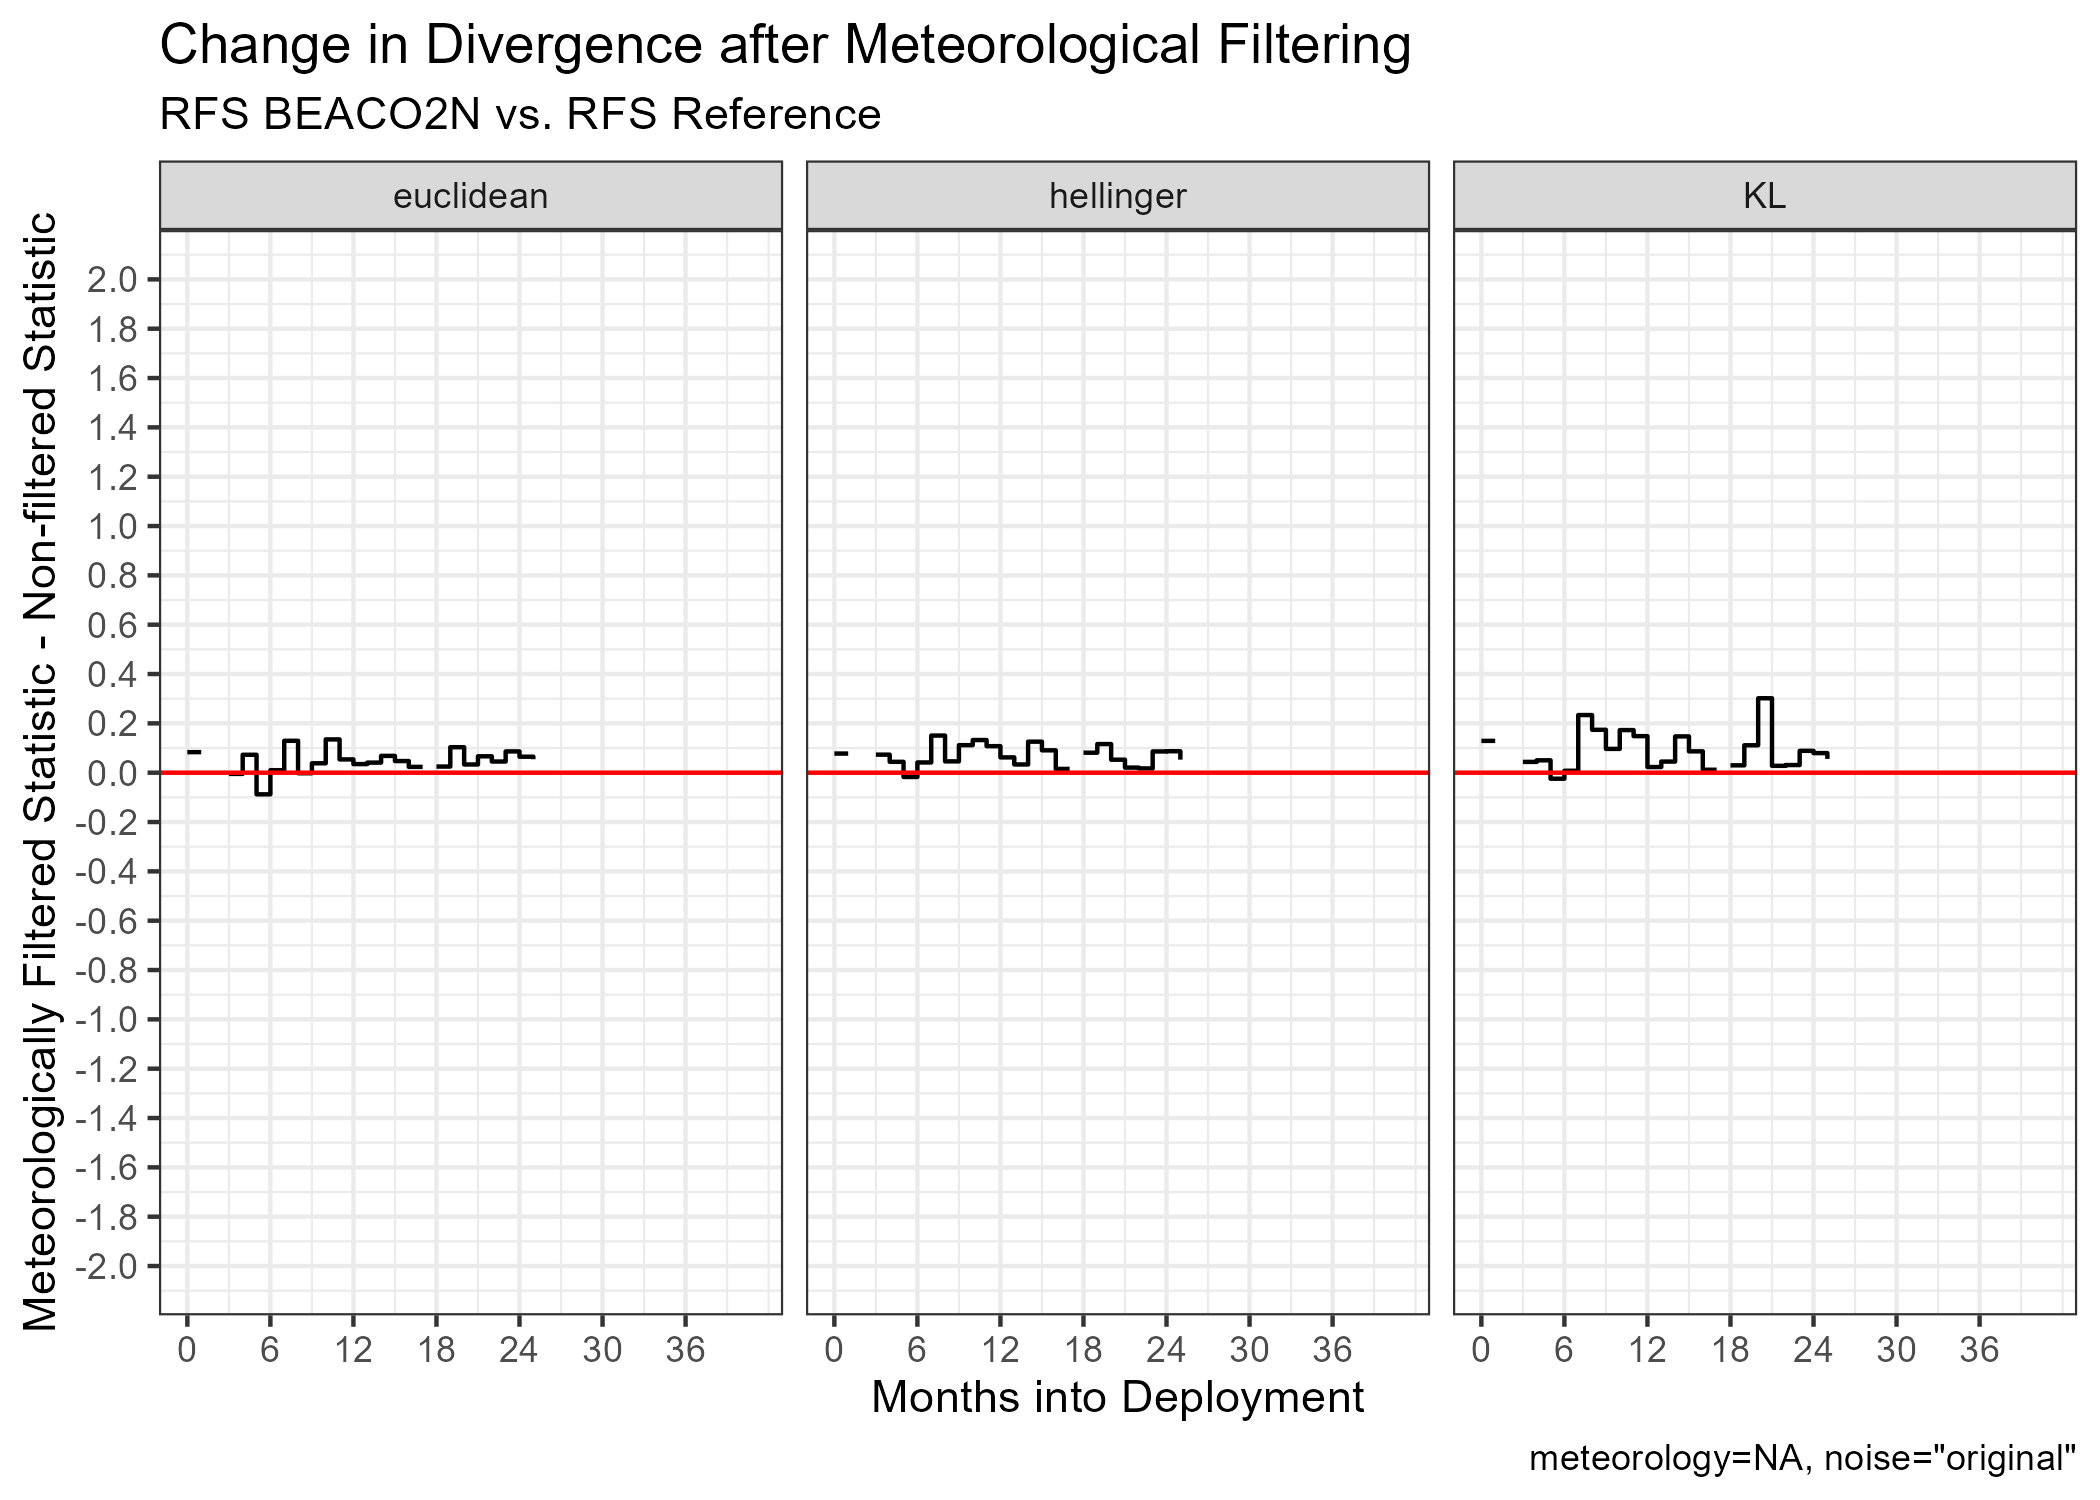 Change in Divergence after Meteorological Filtering
RFS BEACO2N vs. RFS Reference
euclidean
hellinger
KL
Meteorologically Filtered Statistic - Non-filtered Statistic
2.0
1.8
1.6
1.4
1.2
1.0
0.8
0.6
0.4
0.2
0.0
-0.2
-0.4
-0.6
-0.8
-1.0
-1.2
-1.4
-1.6
-1.8
-2.0
0 6 12 18 24 30 36
0 6 12 18 24 30 36
0 6 12 18 24 30 36
Months into Deployment
meteorology=NA, noise="original"